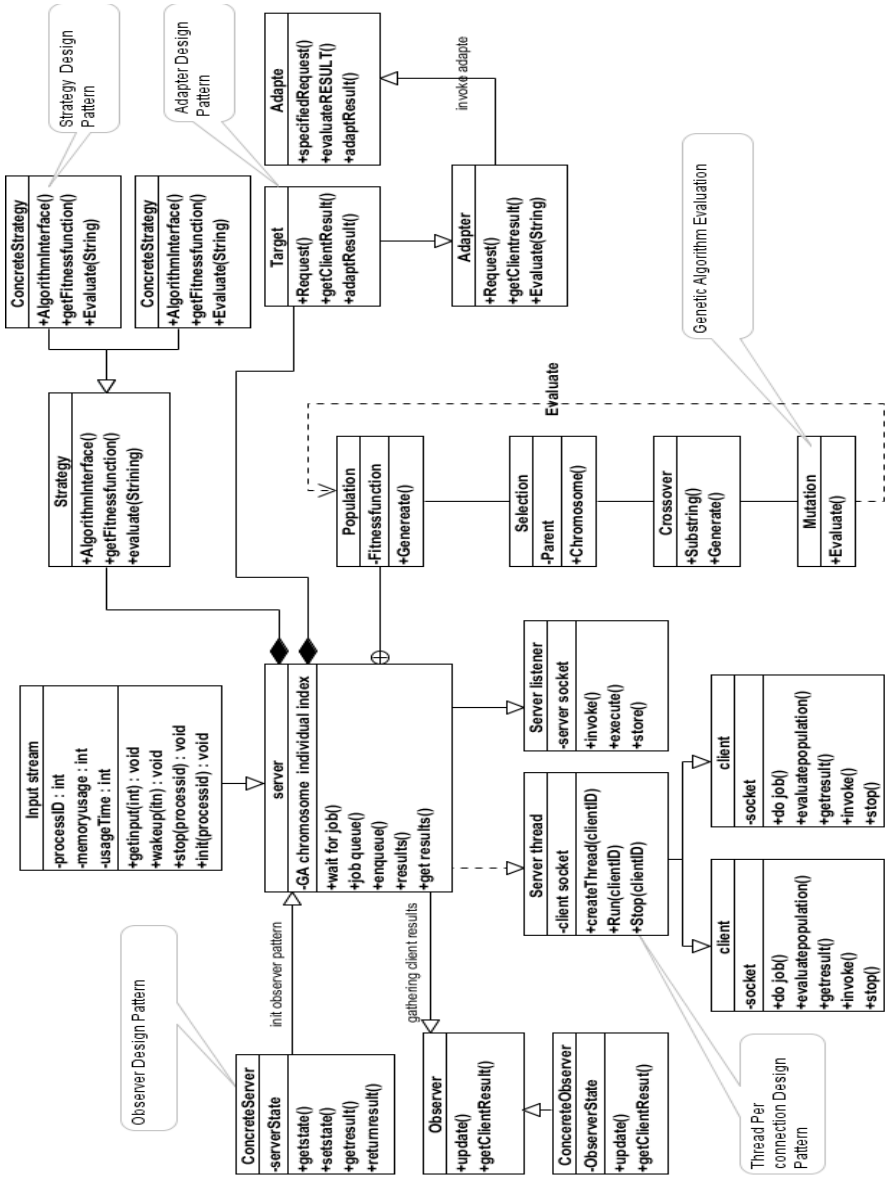 Observer Design Pattern
ConcreteServer
-serverState
+getstate()
+setstate()
+getresult()
+returnresult()
init observer pattern
Input stream
-processID : int
-memoryusage : int
-usageTime : int
+getinput(int) : void
+wakeup(itn) : void
+stop(processid) : void
+init(processid) : void
server
-GA chromosome individual index
+wait for job()
+job queue()
+enqueue()
+results()
+get results()
Strategy
+AlgorithmInterface()
+getFitnessfunction()
+evaluate(Strining)
ConcreteStrategy
+AlgorithmInterface()
+getFitnessfunction()
+Evaluate(String)
ConcreteStrategy
+AlgorithmInterface()
+getFitnessfunction()
+Evaluate(String)
Strategy Design
Pattern
Adapter Design
Pattern
Target
+Request()
+getClientResult()
+adaptResult()
Adapte
+specifiedRequest()
+evaluateRESULT()
+adaptResult()
invoke adapte
Adapter
+Request()
+getClientresult()
+Evaluate(String)
gathering client results
Observer
+update()
+getClientResult()
ConcereteObserver
-ObserverState
+update()
+getClientResut()
Server thread
-client socket
+createThread(clientID)
+Run(clientID)
+Stop(clientID)
Server listener
-server socket
+invoke()
+execute()
+store()
Population
-Fitnessfunction
+Genereate()
Evaluate
Selection
-Parent
+Chromosome()
Crossover
+Substring()
+Generate()
Mutation
+Evaluate()
Genetic Algorithm Evaluation
Thread Per
connection Design
Pattern
client
-socket
+do job()
+evaluatepopulation()
+getresult()
+invoke()
+stop()
client
-socket
+do job()
+evaluatepopulation()
+getresult()
+invoke()
+stop()